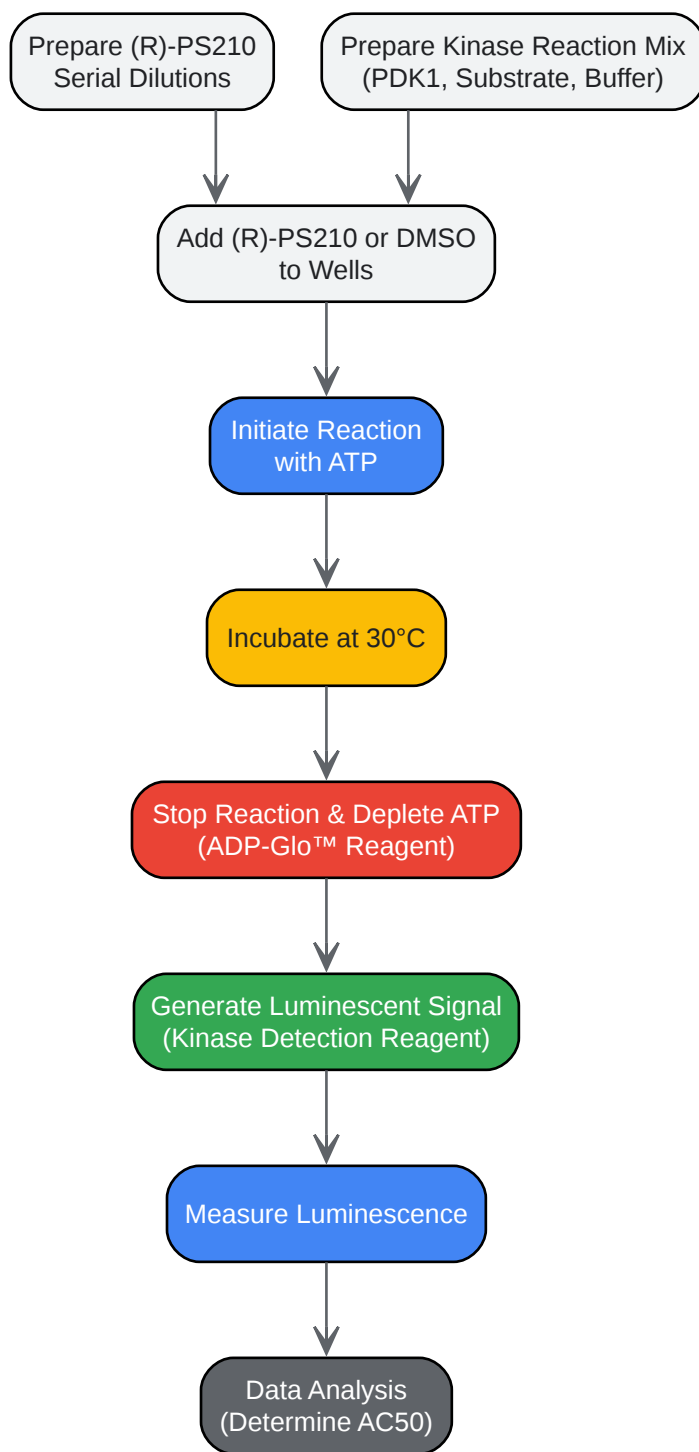 Prepare (R)-PS210
Serial Dilutions
Prepare Kinase Reaction Mix
(PDK1, Substrate, Buffer)
Add (R)-PS210 or DMSO
to Wells
Initiate Reaction
with ATP
Incubate at 30°C
Stop Reaction & Deplete ATP
(ADP-Glo™ Reagent)
Generate Luminescent Signal
(Kinase Detection Reagent)
Measure Luminescence
Data Analysis
(Determine AC50)